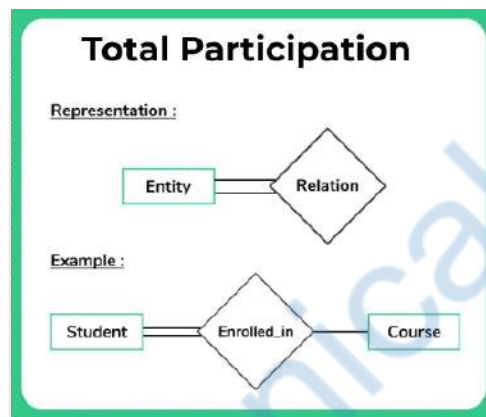 Total Participation
Representation :
Entity
Relation
Example :
Student
Enrolled_in
Course